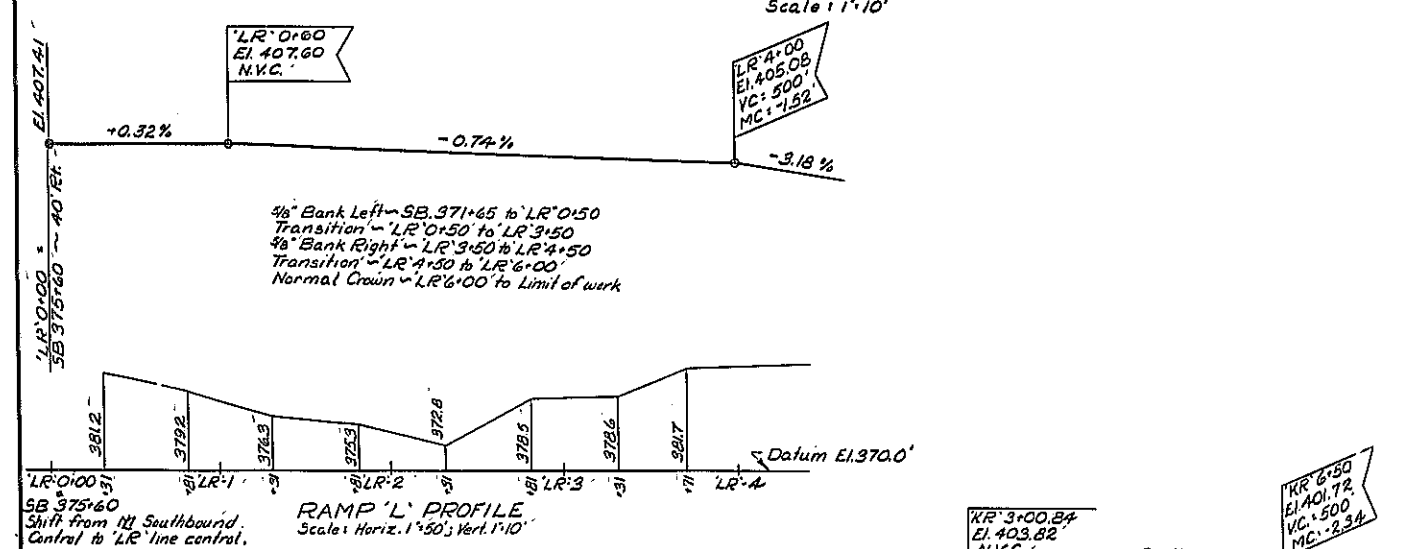 Scale: 1"=10'
'LR' 0+60
El. 407.60
N.V.C.
'LR' 4+00
El. 405.08
VC: 500'
MC: -1.52'
El. 407.41
+0.32%
-0.74%
-3.18%
'LR' 0+00 =
SB 375+60 ~ 40' Rt.
5/8" Bank Left ~ SB. 371+65 to 'LR' 0+50
Transition ~ 'LR' 0+50 to 'LR' 3+50
5/8" Bank Right ~ 'LR' 3+50 to 'LR' 4+50
Transition ~ 'LR' 4+50 to 'LR' 6+00
Normal Crown ~ 'LR' 6+00 to Limit of work
381.2
379.2
376.3
375.3
372.8
378.5
378.6
381.7
Datum El. 370.0'
'LR' 0+00
+31
+81
'LR'-1
+31
+81
'LR'-2
+31
+81
'LR'-3
+31
+71
'LR'-4
SB 375+60
Shift from Southbound
Control to 'LR' line control.
RAMP 'L' PROFILE
Scale: Horiz. 1"=50'; Vert. 1"=10'
'KR' 3+00.84
El. 403.82
'KR' 6+50
El. 401.72
V.C. = 500'
MC: -2.34